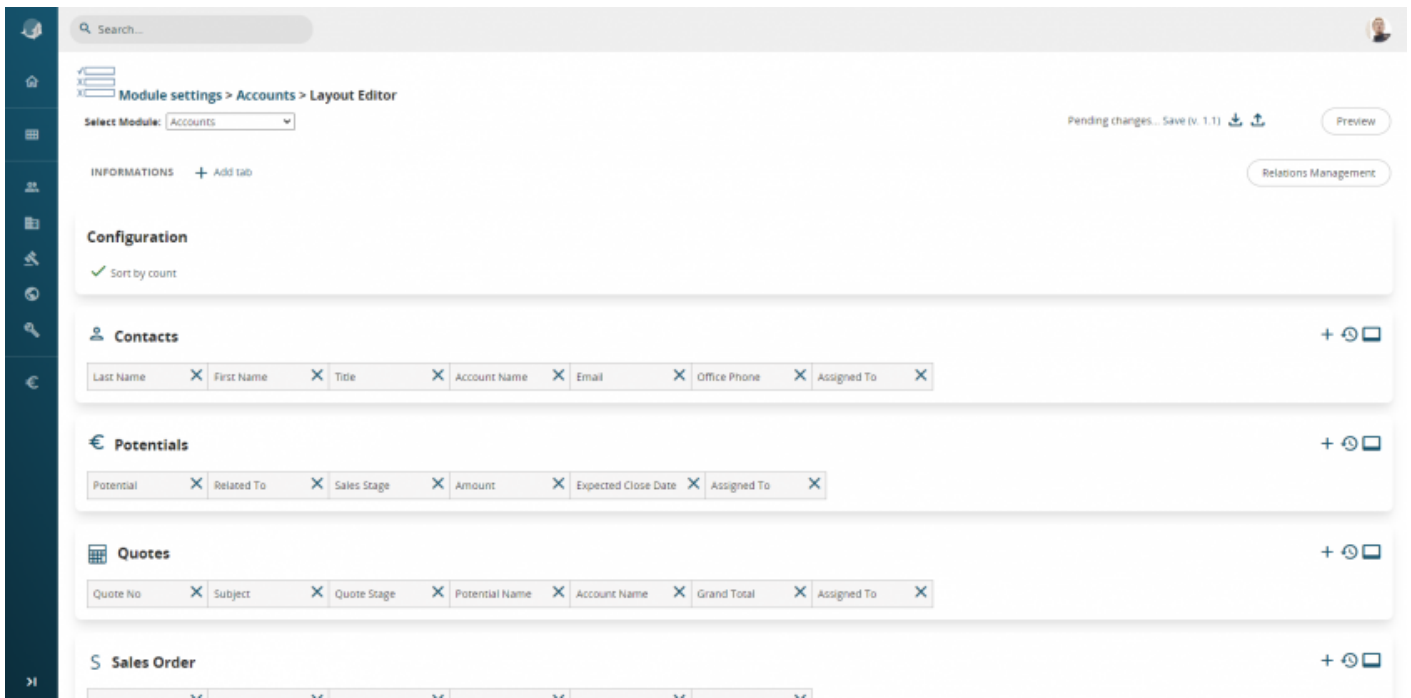 Search...
Module settings > Accounts > Layout Editor
Select Module: Accounts
Pending changes... Save (v. 1.1)
Preview
INFORMATIONS
Add tab
Relations Management
Configuration
Sort by count
Contacts
Last Name First Name Title Account Name Email Office Phone Assigned To
€ Potentials
Potential Related To Sales Stage Amount Expected Close Date Assigned To
Quotes
Quote No Subject Quote Stage Potential Name Account Name Grand Total Assigned To
S Sales Order